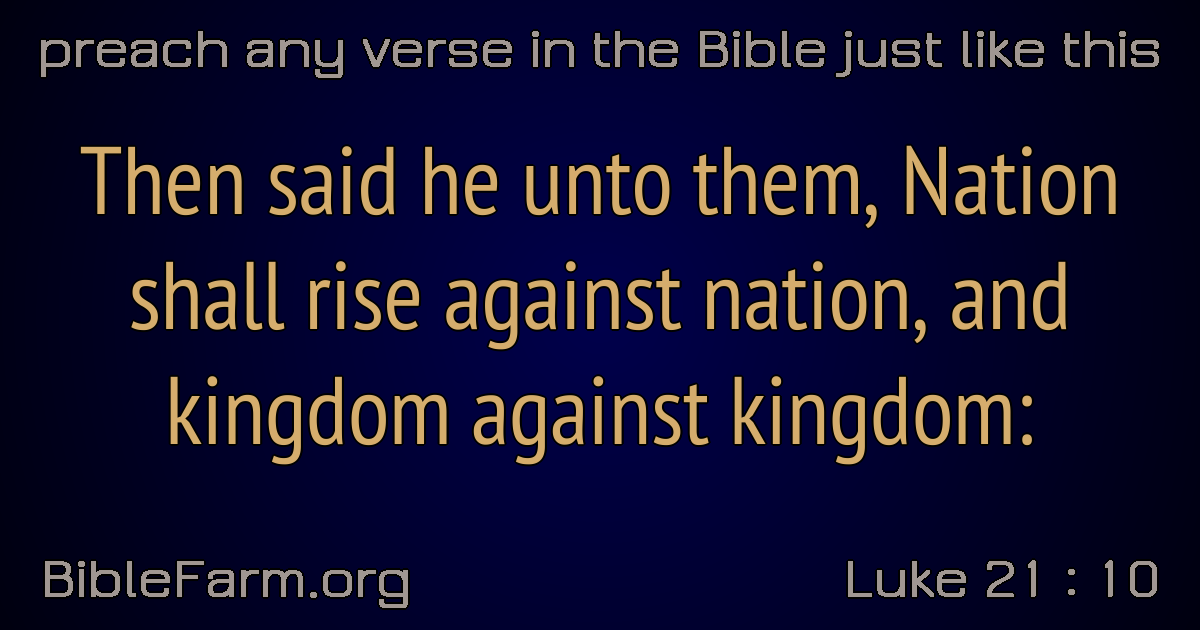 preach any verse in the Bible just like this
Then said he unto them, Nation
shall rise against nation, and
kingdom against kingdom:
BibleFarm.org
Luke 21 : 10